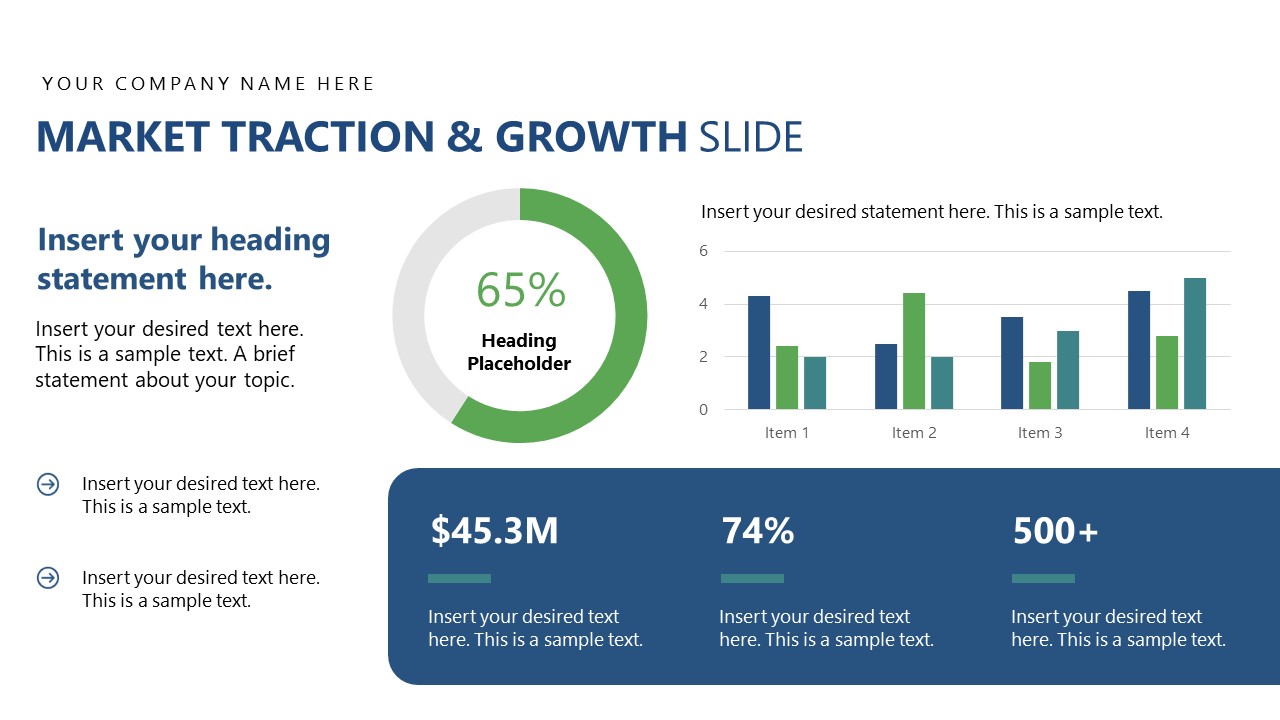 YOUR COMPANY NAME HERE
MARKET TRACTION & GROWTH SLIDE
Insert your heading
statement here.
Insert your desired text here.
This is a sample text. A brief
statement about your topic.
Insert your desired text here.
This is a sample text.
Insert your desired text here.
This is a sample text.
65%
Heading
Placeholder
Insert your desired statement here. This is a sample text.
6
4
2
0
Item 1 Item 2 Item 3 Item 4
$45.3M
Insert your desired text
here. This is a sample text.
74%
Insert your desired text
here. This is a sample text.
500+
Insert your desired text
here. This is a sample text.